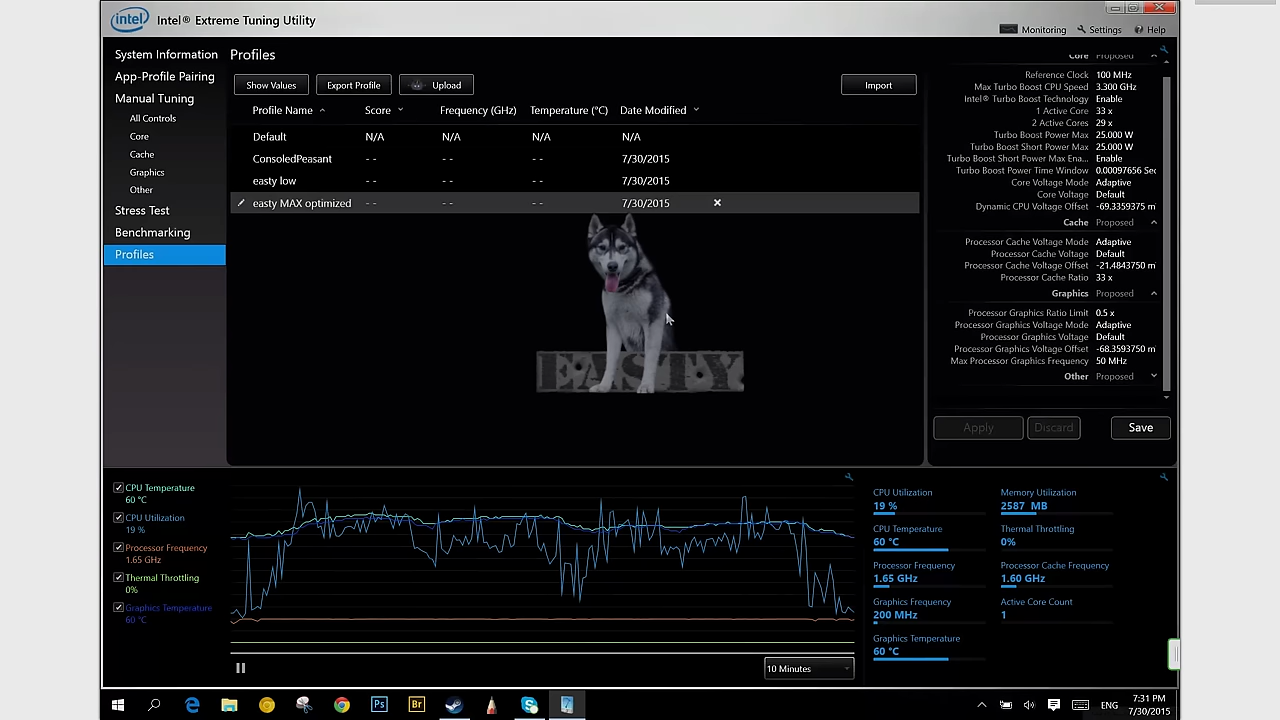 intel Intel® Extreme Tuning Utility
Monitoring Settings Help
System Information
App-Profile Pairing
Manual Tuning
All Controls
Core
Cache
Graphics
Other
Stress Test
Benchmarking
Profiles
Profiles
Show Values Export Profile Upload Import
Profile Name Score Frequency (GHz) Temperature (°C) Date Modified
Default N/A N/A N/A N/A
ConsoledPeasant - - - - - - 7/30/2015
easty low - - - - - - 7/30/2015
easty MAX optimized - - - - - - 7/30/2015
EASTY
Core Proposed
Reference Clock 100 MHz
Max Turbo Boost CPU Speed 3.300 GHz
Intel® Turbo Boost Technology Enable
1 Active Core 33 x
2 Active Cores 29 x
Turbo Boost Power Max 25.000 W
Turbo Boost Short Power Max 25.000 W
Turbo Boost Short Power Max Ena... Enable
Turbo Boost Power Time Window 0.00097656 Sec
Core Voltage Mode Adaptive
Core Voltage Default
Dynamic CPU Voltage Offset -69.3359375 m
Cache Proposed
Processor Cache Voltage Mode Adaptive
Processor Cache Voltage Default
Processor Cache Voltage Offset -21.4843750 m
Processor Cache Ratio 33 x
Graphics Proposed
Processor Graphics Ratio Limit 0.5 x
Processor Graphics Voltage Mode Adaptive
Processor Graphics Voltage Default
Processor Graphics Voltage Offset -68.3593750 m
Max Processor Graphics Frequency 50 MHz
Other Proposed
Apply Discard Save
CPU Temperature
60 °C
CPU Utilization
19 %
Processor Frequency
1.65 GHz
Thermal Throttling
0%
Graphics Temperature
60 °C
10 Minutes
CPU Utilization
19 %
Memory Utilization
2587 MB
CPU Temperature
60 °C
Thermal Throttling
0%
Processor Frequency
1.65 GHz
Processor Cache Frequency
1.60 GHz
Graphics Frequency
200 MHz
Active Core Count
1
Graphics Temperature
60 °C
Ps Br
ENG
7:31 PM
7/30/2015